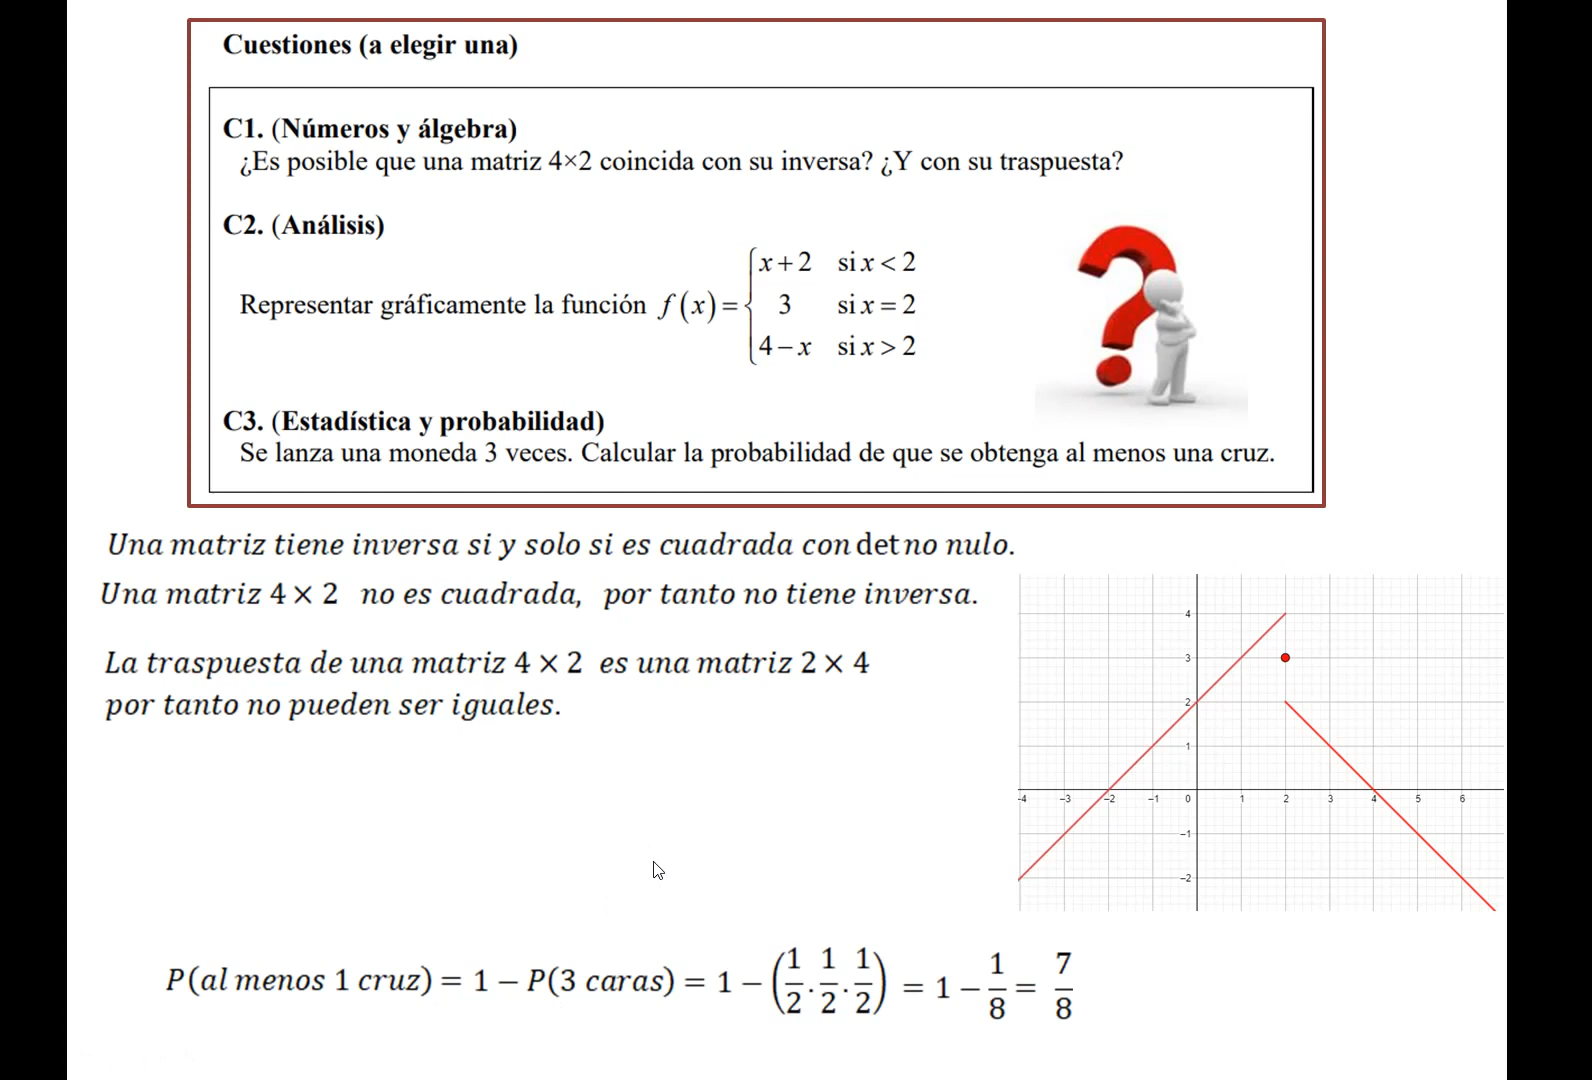 Cuestiones (a elegir una)
C1. (Números y álgebra)
¿Es posible que una matriz 4×2 coincida con su inversa? ¿Y con su traspuesta?
C2. (Análisis)
x+2 si x < 2
Representar gráficamente la función f(x)= 3 si x = 2
4−x si x > 2
C3. (Estadística y probabilidad)
Se lanza una moneda 3 veces. Calcular la probabilidad de que se obtenga al menos una cruz.
Una matriz tiene inversa si y solo si es cuadrada con det no nulo.
Una matriz 4 × 2 no es cuadrada, por tanto no tiene inversa.
La traspuesta de una matriz 4 × 2 es una matriz 2 × 4
por tanto no pueden ser iguales.
4
3
2
1
-4 −3 −2 −1 0 1 2 3 4 5 6
−1
−2
P(al menos 1 cruz) = 1 − P(3 caras) = 1 − (1/2 · 1/2 · 1/2) = 1 − 1/8 = 7/8